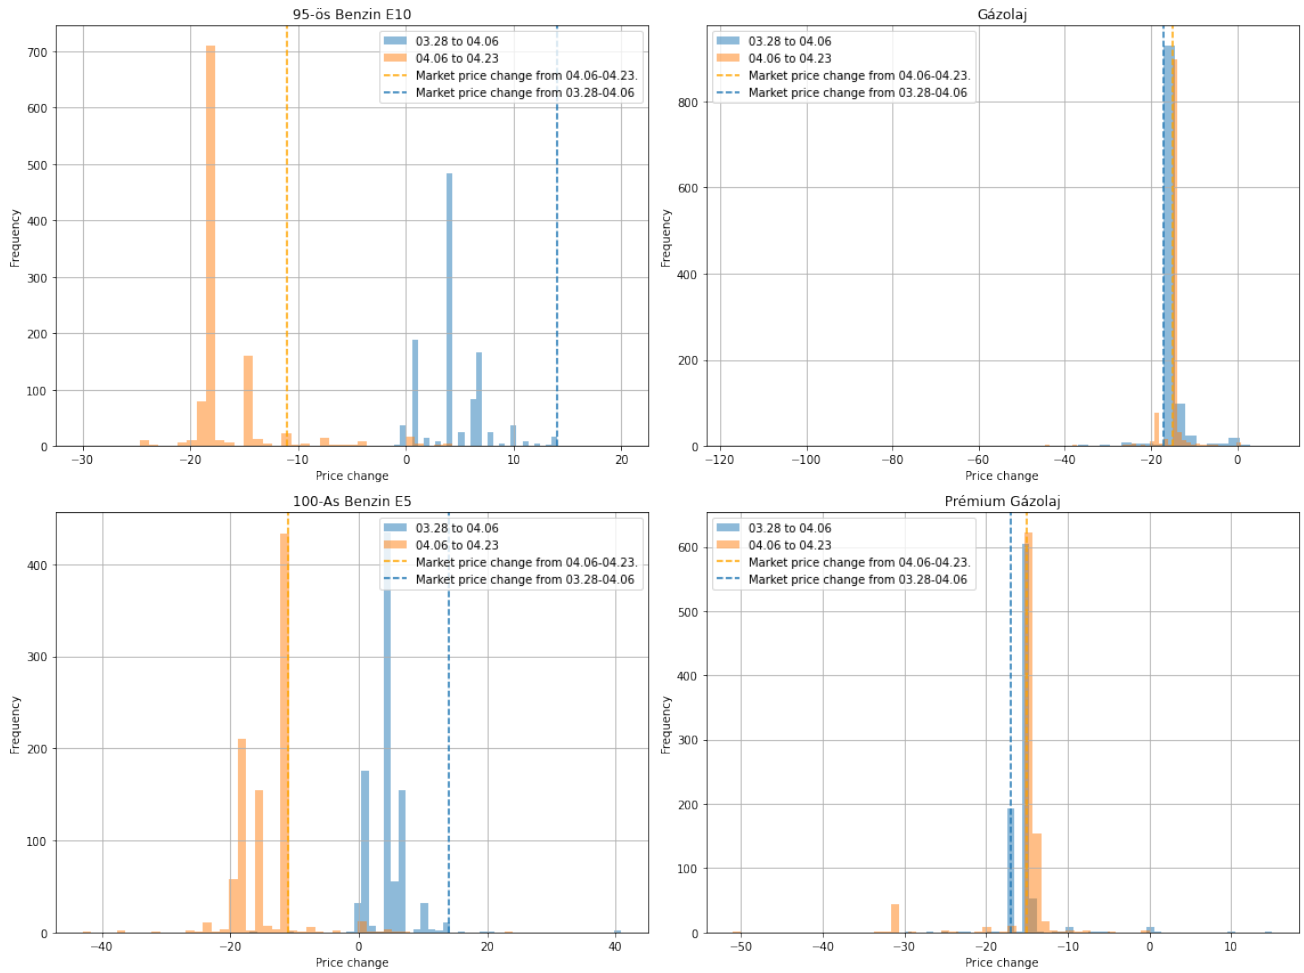 95-ös Benzin E10
03.28 to 04.06
04.06 to 04.23
Market price change from 04.06-04.23.
Market price change from 03.28-04.06
Frequency
700
600
500
400
300
200
100
0
−30
−20
−10
0
10
20
Price change
Gázolaj
03.28 to 04.06
04.06 to 04.23
Market price change from 04.06-04.23.
Market price change from 03.28-04.06
Frequency
800
600
400
200
0
−120
−100
−80
−60
−40
−20
0
Price change
100-As Benzin E5
03.28 to 04.06
04.06 to 04.23
Market price change from 04.06-04.23.
Market price change from 03.28-04.06
Frequency
400
300
200
100
0
−40
−20
0
20
40
Price change
Prémium Gázolaj
03.28 to 04.06
04.06 to 04.23
Market price change from 04.06-04.23.
Market price change from 03.28-04.06
Frequency
600
500
400
300
200
100
0
−50
−40
−30
−20
−10
0
10
Price change